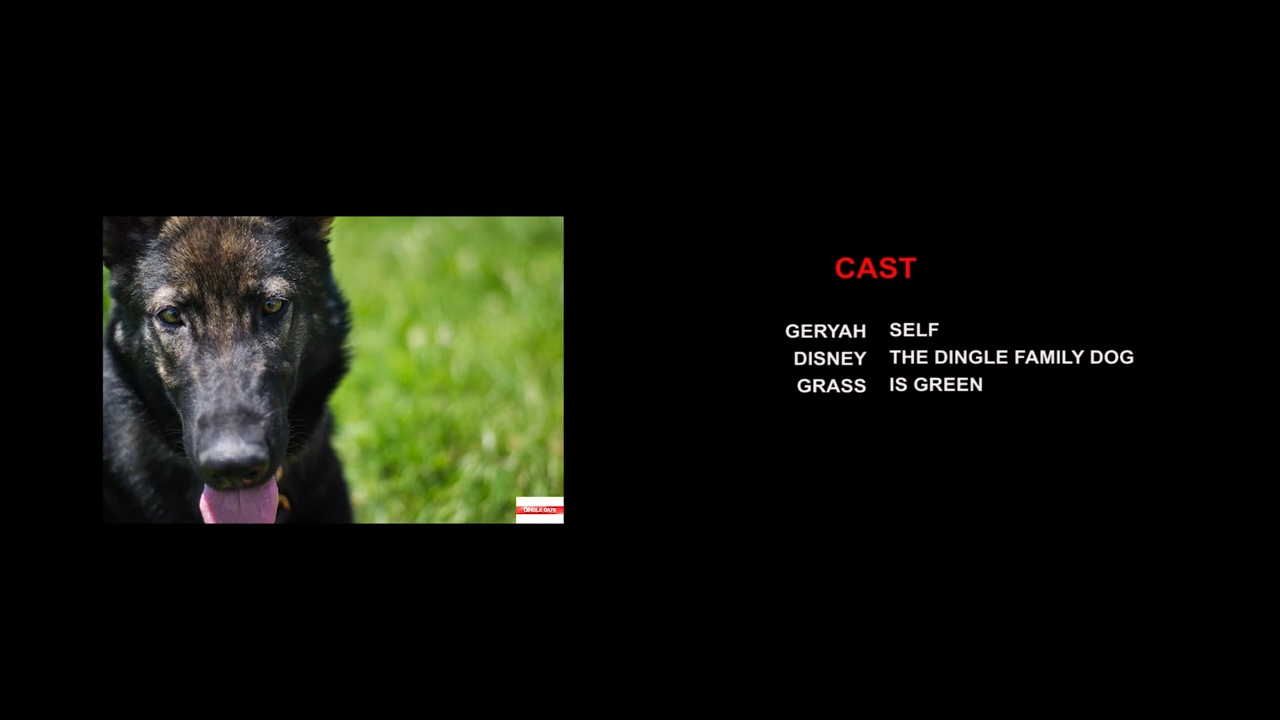 CAST
GERYAH SELF
DISNEY THE DINGLE FAMILY DOG
GRASS IS GREEN